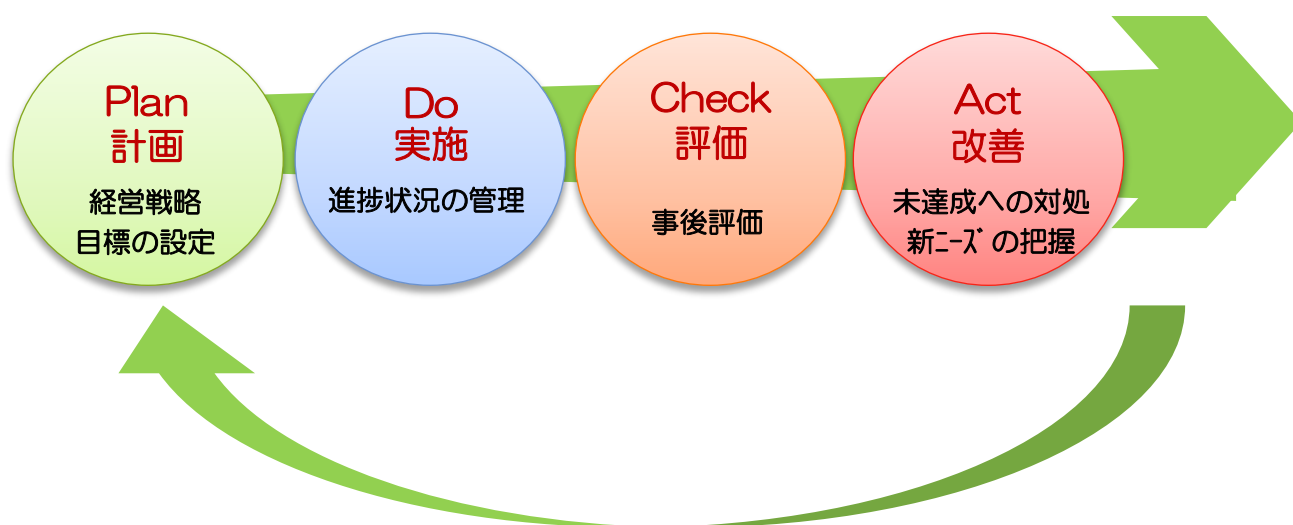 Plan
計画
経営戦略
目標の設定
Do
実施
進捗状況の管理
Check
評価
事後評価
Act
改善
未達成への対処
新ﾆｰｽﾞの把握